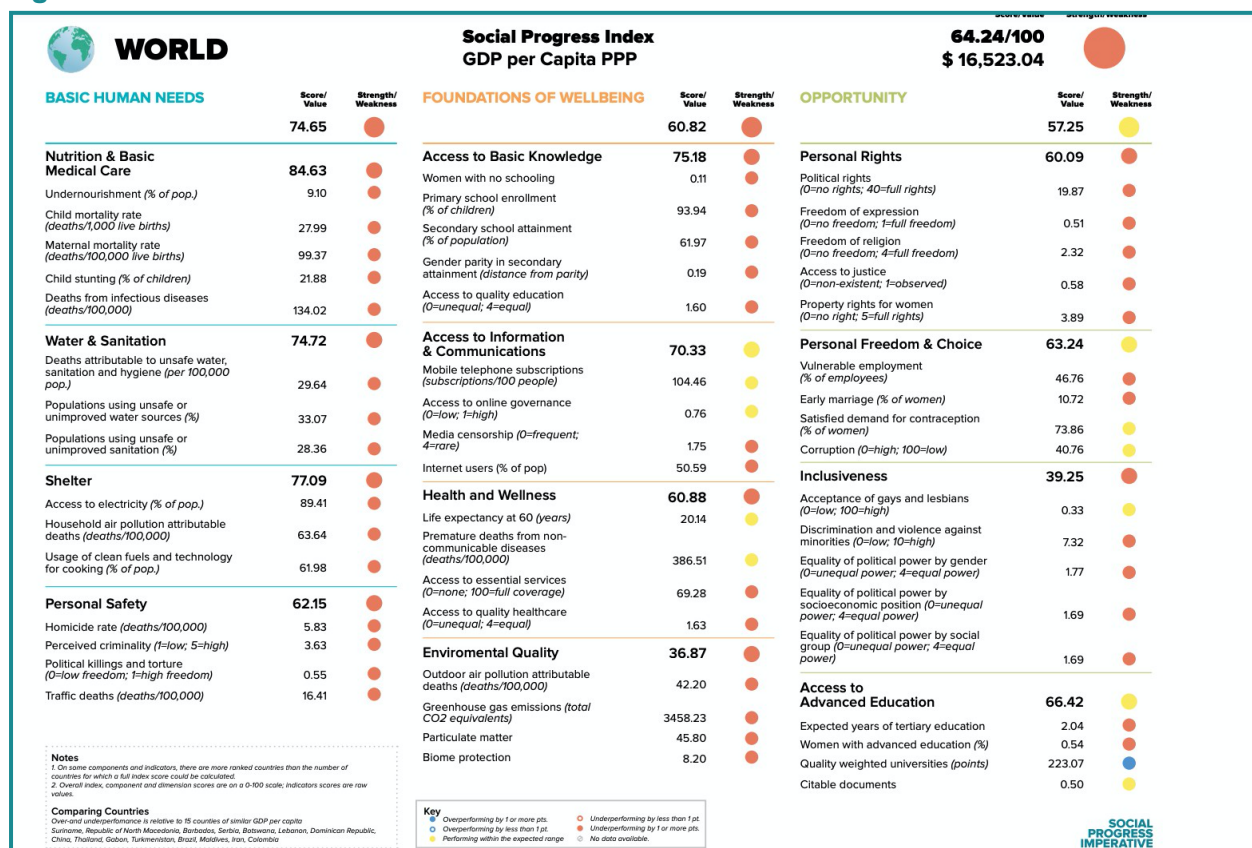 Score/Value Strength/Weakness
WORLD
Social Progress Index 64.24/100
GDP per Capita PPP $ 16,523.04
BASIC HUMAN NEEDS
Score/
Value
Strength/
Weakness
74.65
Nutrition & Basic
Medical Care 84.63
Undernourishment (% of pop.) 9.10
Child mortality rate
(deaths/1,000 live births) 27.99
Maternal mortality rate
(deaths/100,000 live births) 99.37
Child stunting (% of children) 21.88
Deaths from infectious diseases
(deaths/100,000) 134.02
Water & Sanitation 74.72
Deaths attributable to unsafe water,
sanitation and hygiene (per 100,000
pop.) 29.64
Populations using unsafe or
unimproved water sources (%) 33.07
Populations using unsafe or
unimproved sanitation (%) 28.36
Shelter 77.09
Access to electricity (% of pop.) 89.41
Household air pollution attributable
deaths (deaths/100,000) 63.64
Usage of clean fuels and technology
for cooking (% of pop.) 61.98
Personal Safety 62.15
Homicide rate (deaths/100,000) 5.83
Perceived criminality (1=low; 5=high) 3.63
Political killings and torture
(0=low freedom; 1=high freedom) 0.55
Traffic deaths (deaths/100,000) 16.41
FOUNDATIONS OF WELLBEING
Score/
Value
Strength/
Weakness
60.82
Access to Basic Knowledge 75.18
Women with no schooling 0.11
Primary school enrollment
(% of children) 93.94
Secondary school attainment
(% of population) 61.97
Gender parity in secondary
attainment (distance from parity) 0.19
Access to quality education
(0=unequal; 4=equal) 1.60
Access to Information
& Communications 70.33
Mobile telephone subscriptions
(subscriptions/100 people) 104.46
Access to online governance
(0=low; 1=high) 0.76
Media censorship (0=frequent;
4=rare) 1.75
Internet users (% of pop) 50.59
Health and Wellness 60.88
Life expectancy at 60 (years) 20.14
Premature deaths from non-
communicable diseases
(deaths/100,000) 386.51
Access to essential services
(0=none; 100=full coverage) 69.28
Access to quality healthcare
(0=unequal; 4=equal) 1.63
Enviromental Quality 36.87
Outdoor air pollution attributable
deaths (deaths/100,000) 42.20
Greenhouse gas emissions (total
CO2 equivalents) 3458.23
Particulate matter 45.80
Biome protection 8.20
OPPORTUNITY
Score/
Value
Strength/
Weakness
57.25
Personal Rights 60.09
Political rights
(0=no rights; 40=full rights) 19.87
Freedom of expression
(0=no freedom; 1=full freedom) 0.51
Freedom of religion
(0=no freedom; 4=full freedom) 2.32
Access to justice
(0=non-existent; 1=observed) 0.58
Property rights for women
(0=no right; 5=full rights) 3.89
Personal Freedom & Choice 63.24
Vulnerable employment
(% of employees) 46.76
Early marriage (% of women) 10.72
Satisfied demand for contraception
(% of women) 73.86
Corruption (0=high; 100=low) 40.76
Inclusiveness 39.25
Acceptance of gays and lesbians
(0=low; 100=high) 0.33
Discrimination and violence against
minorities (0=low; 10=high) 7.32
Equality of political power by gender
(0=unequal power; 4=equal power) 1.77
Equality of political power by
socioeconomic position (0=unequal
power; 4=equal power) 1.69
Equality of political power by social
group (0=unequal power; 4=equal
power) 1.69
Access to
Advanced Education 66.42
Expected years of tertiary education 2.04
Women with advanced education (%) 0.54
Quality weighted universities (points) 223.07
Citable documents 0.50
Notes
1. On some components and indicators, there are more ranked countries than the number of
countries for which a full index score could be calculated.
2. Overall index, component and dimension scores are on a 0-100 scale; indicators scores are raw
values.
Comparing Countries
Over-and underperfomance is relative to 15 counties of similar GDP per capita
Suriname, Republic of North Macedonia, Barbados, Serbia, Botswana, Lebanon, Dominican Republic,
China, Thailand, Gabon, Turkmenistan, Brazil, Maldives, Iran, Colombia
Key
Overperforming by 1 or more pts.
Overperforming by less than 1 pt.
Performing within the expected range
Underperforming by less than 1 pt.
Underperforming by 1 or more pts.
No data available.
SOCIAL
PROGRESS
IMPERATIVE